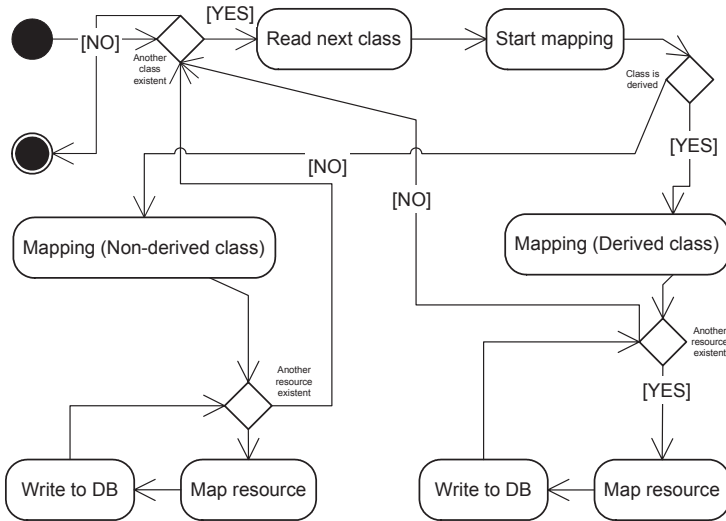 [YES]
[NO]
Another
class
existent
Read next class
Start mapping
Class is
derived
[YES]
[NO]
[NO]
Mapping (Non-derived class)
Mapping (Derived class)
Another
resource
existent
Another
resource
existent
[YES]
Write to DB
Map resource
Write to DB
Map resource